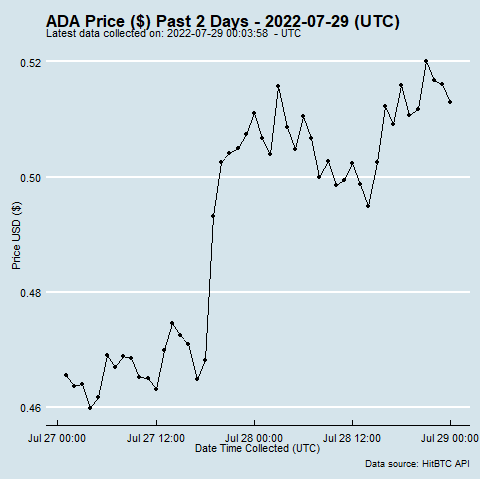 ADA Price ($) Past 2 Days - 2022-07-29 (UTC)
Latest data collected on: 2022-07-29 00:03:58 - UTC
0.52
0.50
0.48
0.46
Price USD ($)
Jul 27 00:00 Jul 27 12:00 Jul 28 00:00 Jul 28 12:00 Jul 29 00:00
Date Time Collected (UTC)
Data source: HitBTC API